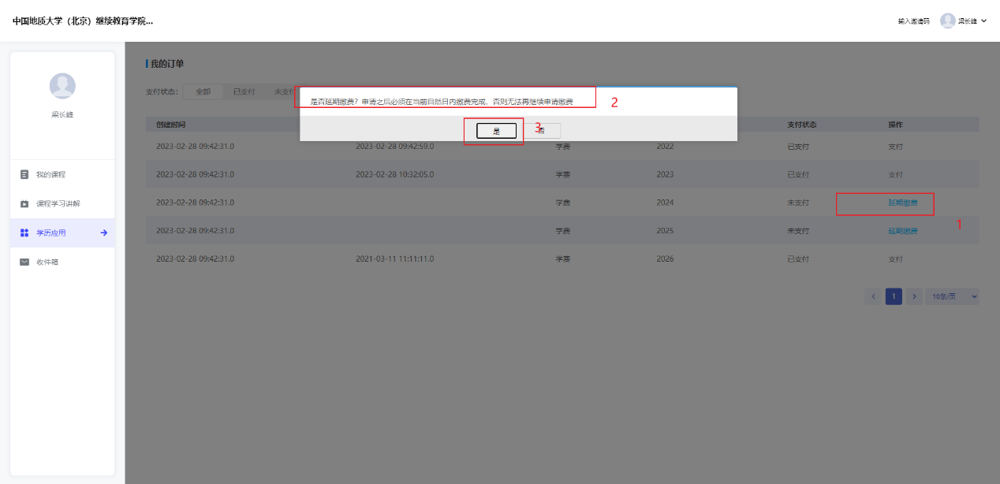 中国地质大学（北京）继续教育学院...
输入邀请码 梁长峰
梁长峰
我的课程
课程学习讲解
学历应用
收件箱
我的订单
支付状态： 全部 已支付 未支付
是否延期缴费？申请之后必须在当前自然日内缴费完成，否则无法再继续申请缴费
2
是 否
3
创建时间 支付状态 操作
2023-02-28 09:42:31.0 2023-02-28 09:42:59.0 学费 2022 已支付 支付
2023-02-28 09:42:31.0 2023-02-28 10:32:05.0 学费 2023 已支付 支付
2023-02-28 09:42:31.0 学费 2024 未支付 延期缴费
1
2023-02-28 09:42:31.0 学费 2025 未支付 延期缴费
2023-02-28 09:42:31.0 2021-03-11 11:11:11.0 学费 2026 已支付 支付
1 10条/页